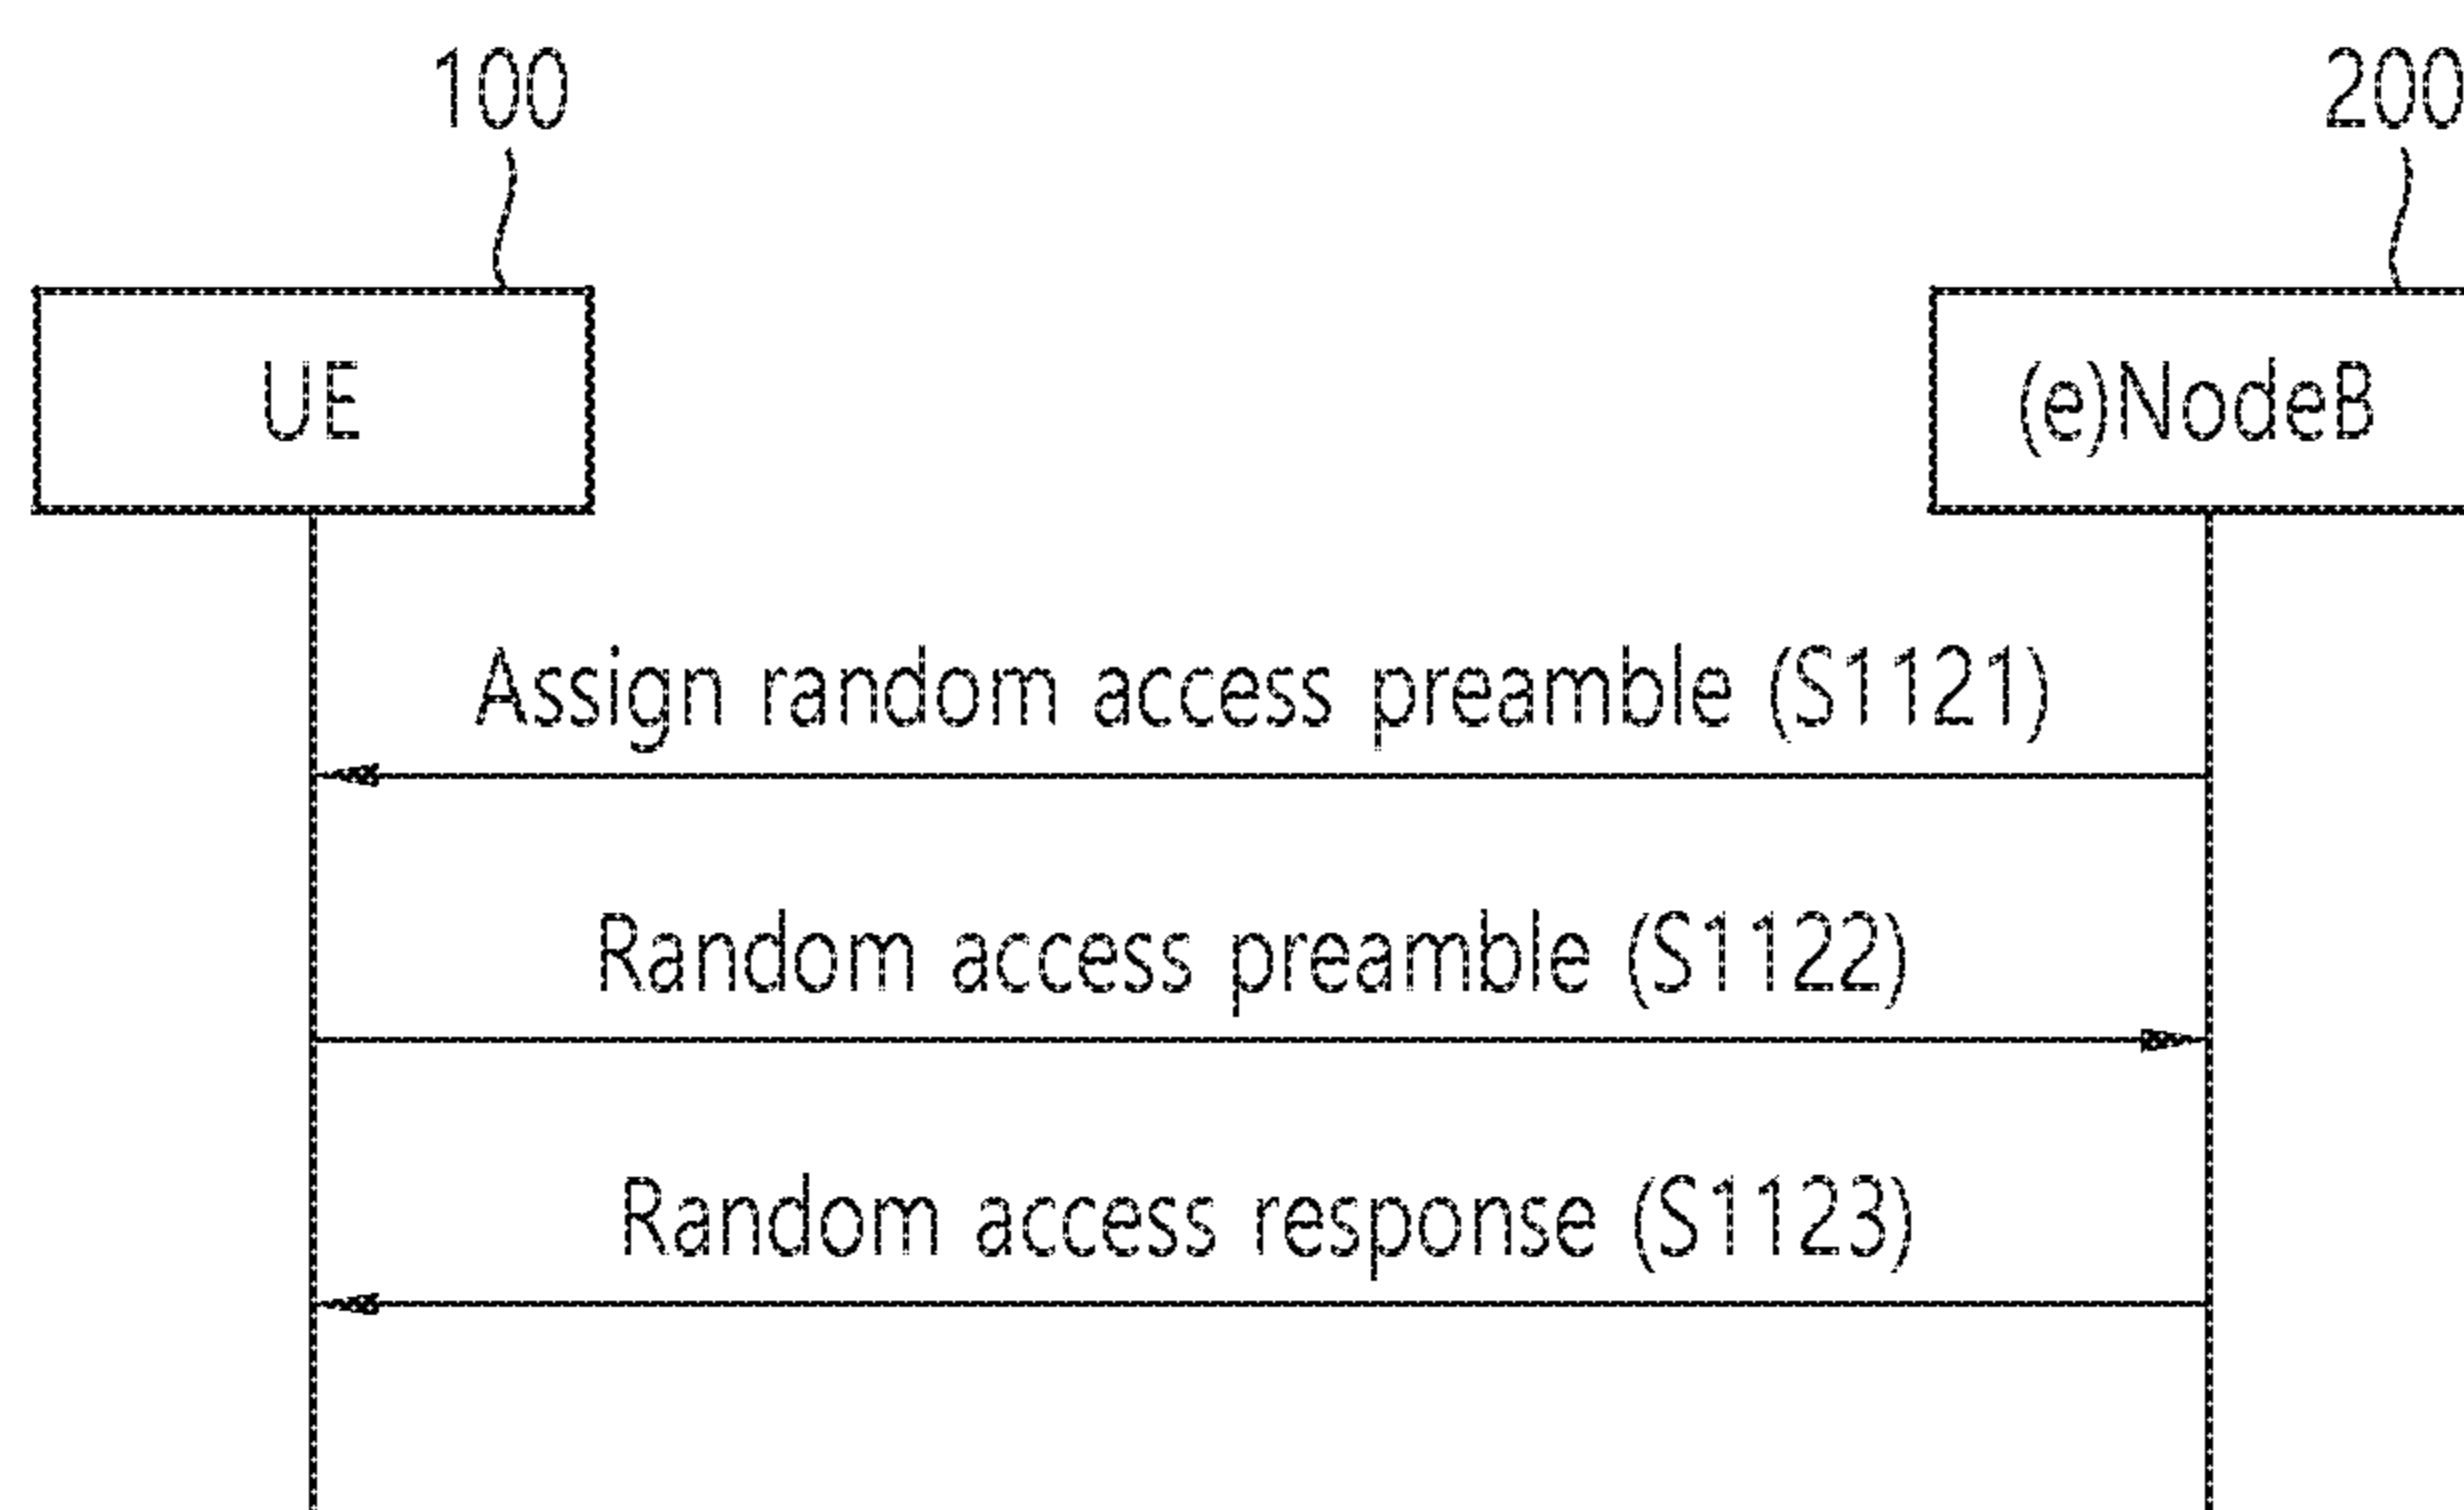 100
200
UE
(e)NodeB
Assign random access preamble (S1121)
Random access preamble (S1122)
Random access response (S1123)